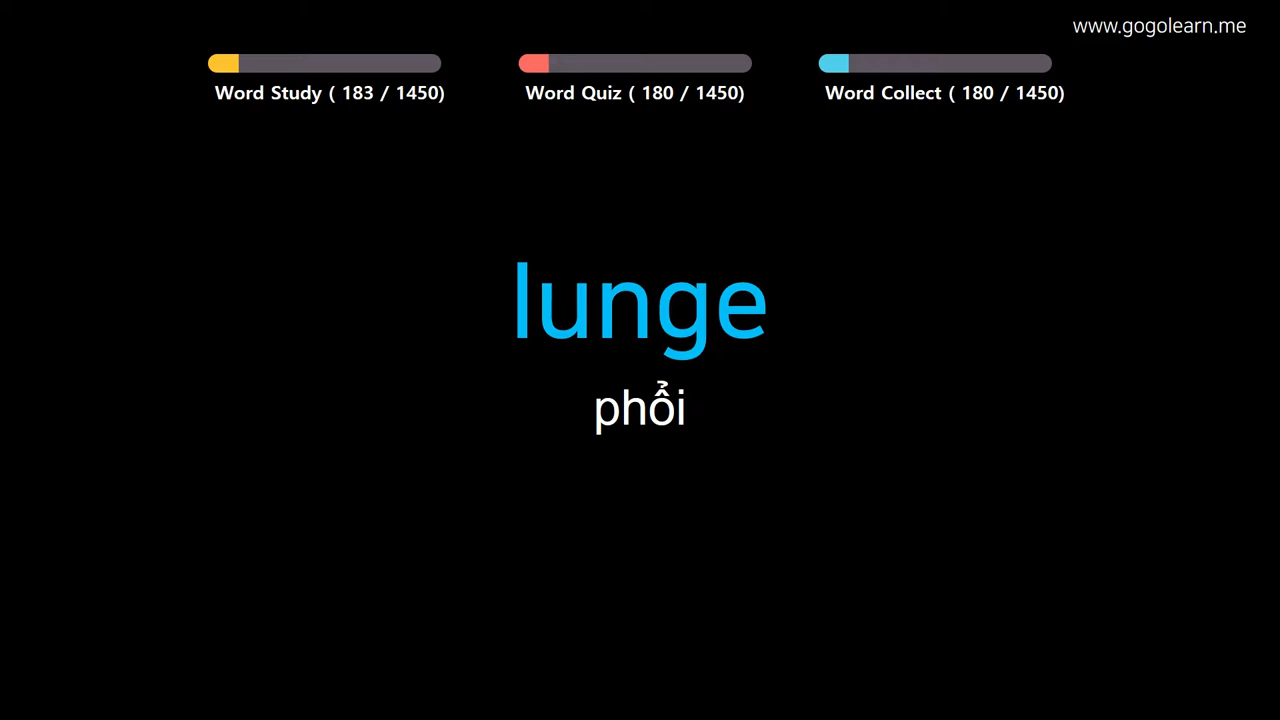 www.gogolearn.me
Word Study ( 183 / 1450)
Word Quiz ( 180 / 1450)
Word Collect ( 180 / 1450)
lunge
phổi